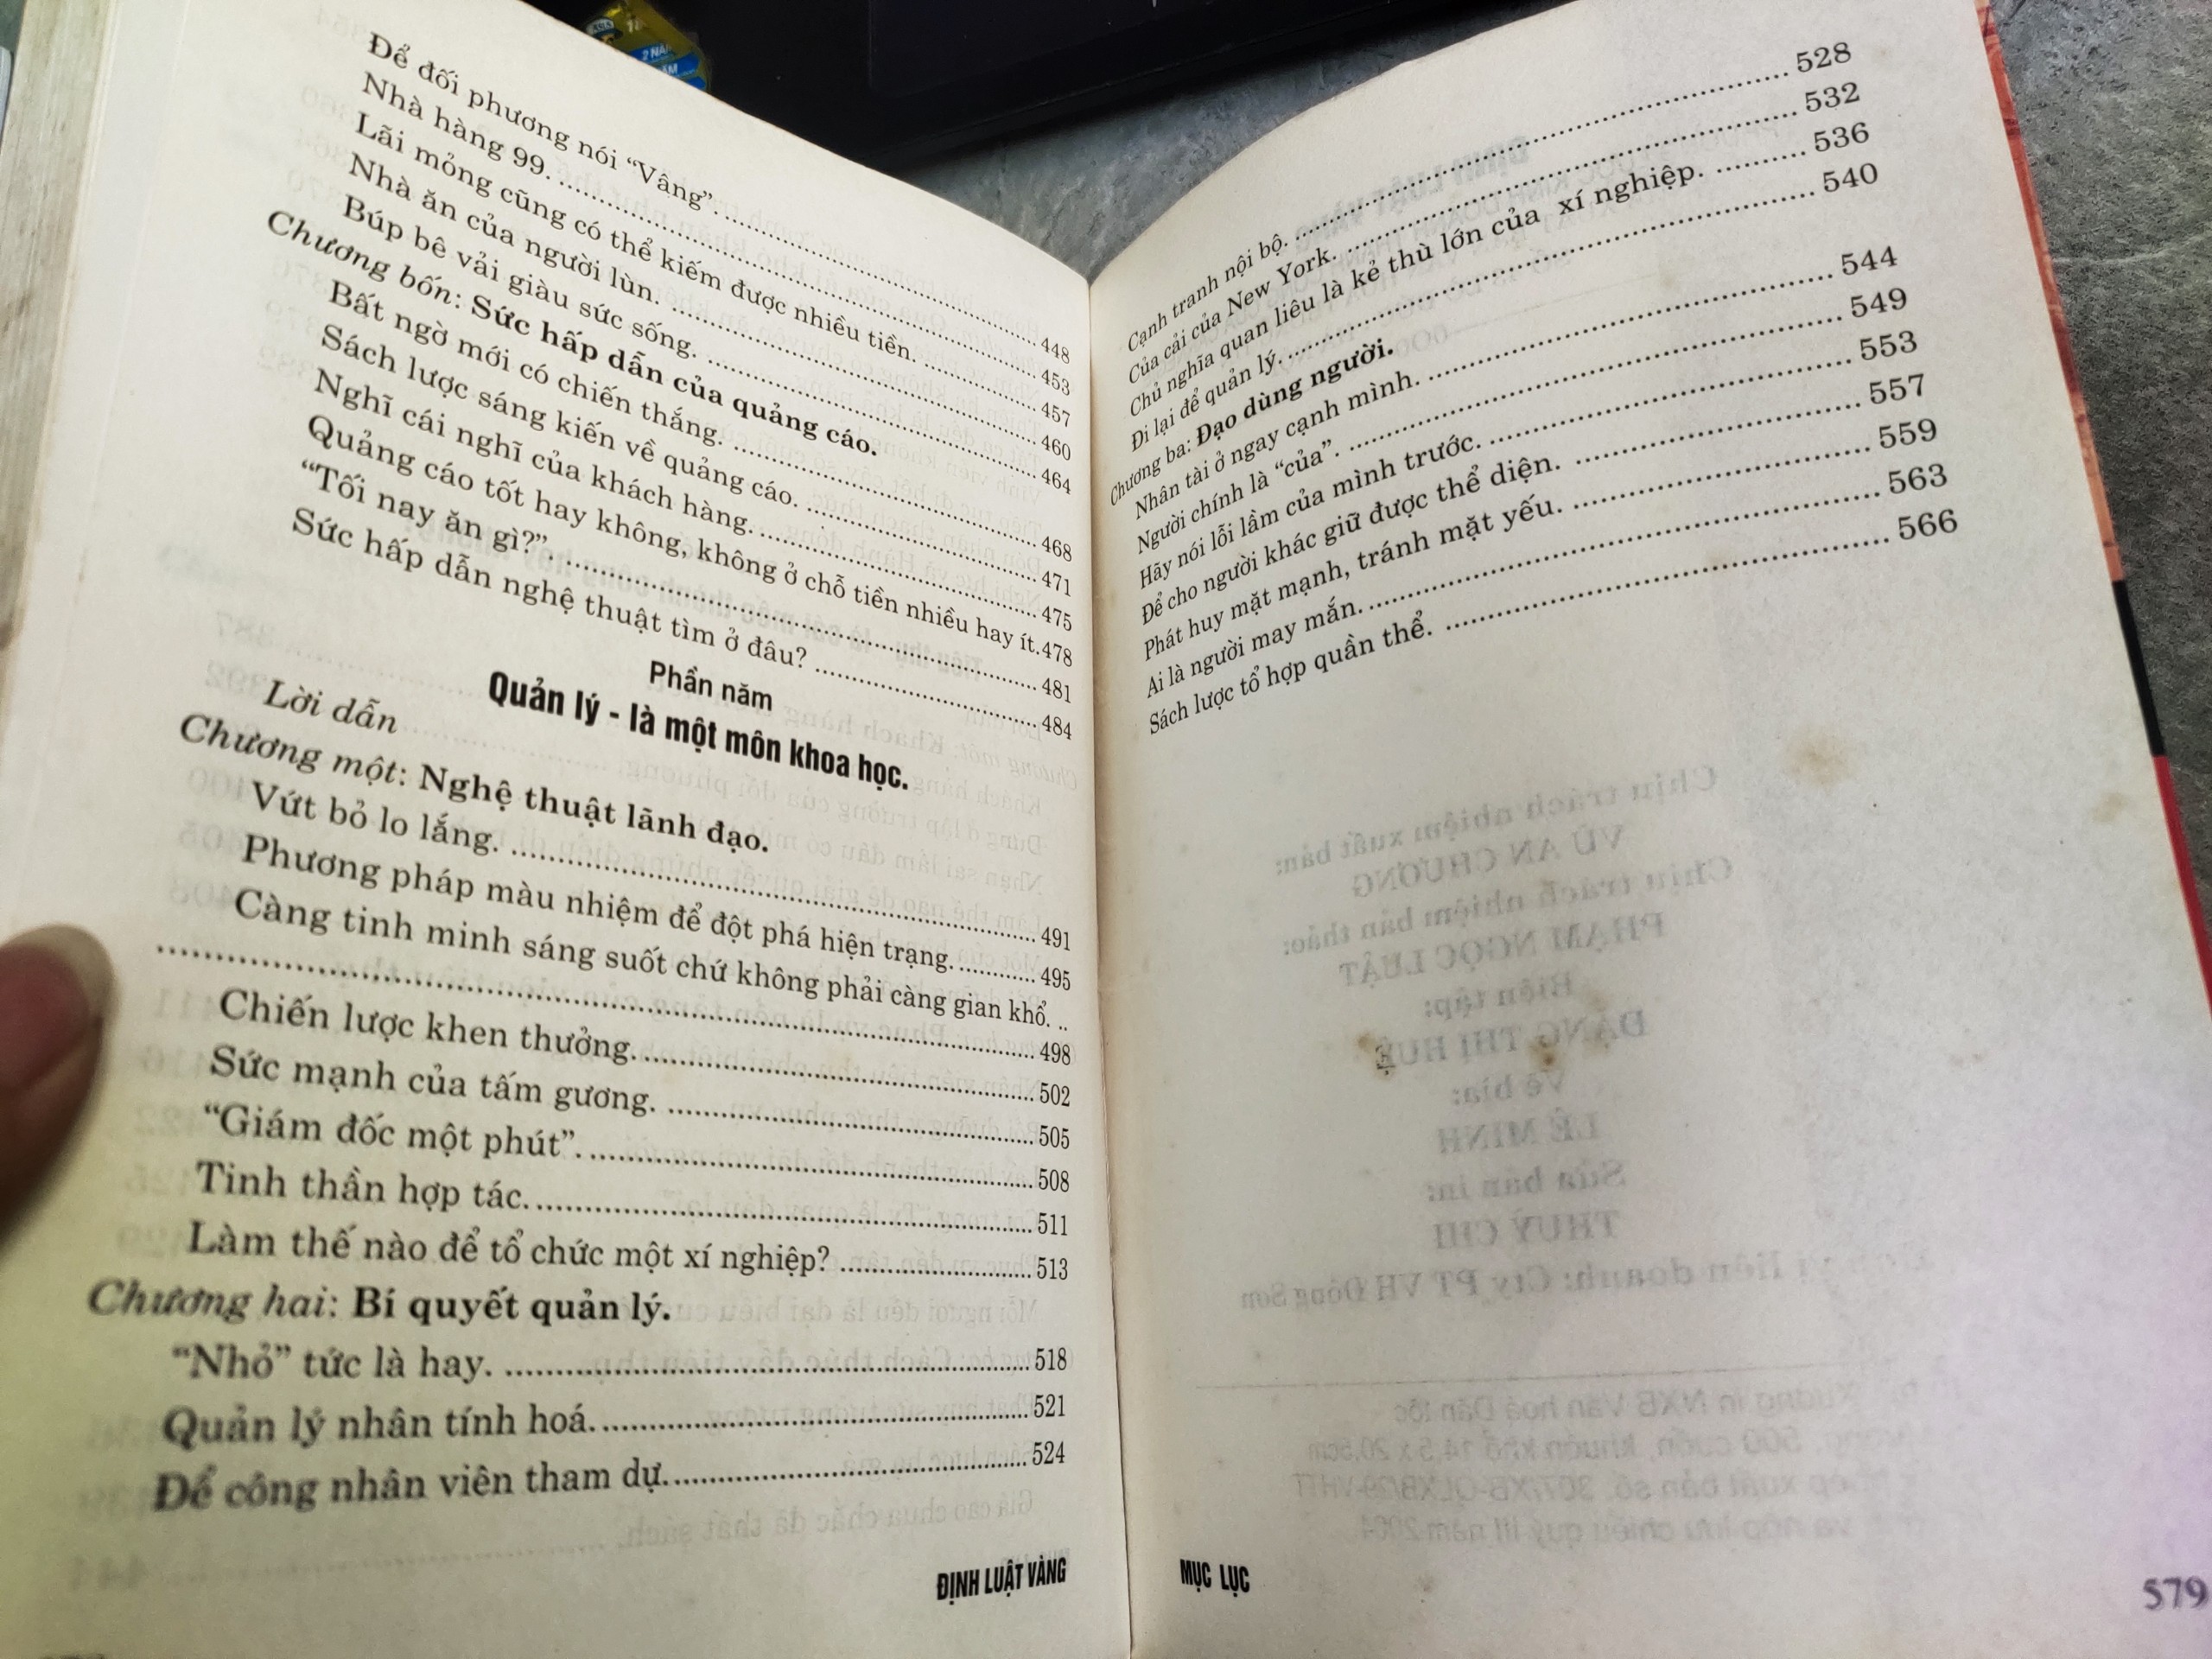 Để đối phương nói “Vâng”. 448
Nhà hàng 99. 453
Lãi mỏng cũng có thể kiếm được nhiều tiền. 457
Nhà ăn của người lùn. 460
Búp bê vải giàu sức sống. 464
Chương bốn: Sức hấp dẫn của quảng cáo.
Bất ngờ mới có chiến thắng. 468
Sách lược sáng kiến về quảng cáo. 471
Nghĩ cái nghĩ của khách hàng. 475
Quảng cáo tốt hay không, không ở chỗ tiền nhiều hay ít. 478
“Tối nay ăn gì?”. 481
Sức hấp dẫn nghệ thuật tìm ở đâu? 484
Phần năm
Quản lý - là một môn khoa học.
Lời dẫn
Chương một: Nghệ thuật lãnh đạo.
Vứt bỏ lo lắng. 491
Phương pháp màu nhiệm để đột phá hiện trạng. 495
Càng tinh minh sáng suốt chứ không phải càng gian khổ. ..
498
Chiến lược khen thưởng. 502
Sức mạnh của tấm gương. 505
“Giám đốc một phút”. 508
Tinh thần hợp tác. 511
Làm thế nào để tổ chức một xí nghiệp? 513
Chương hai: Bí quyết quản lý.
“Nhỏ” tức là hay. 518
Quản lý nhân tính hoá. 521
Để công nhân viên tham dự. 524
ĐỊNH LUẬT VÀNG
Cạnh tranh nội bộ. 528
Của cải của New York. 532
Chủ nghĩa quan liêu là kẻ thù lớn của xí nghiệp. 536
Đi lại để quản lý. 540
Chương ba: Đạo dùng người.
Nhân tài ở ngay cạnh mình. 544
Người chính là “của”. 549
Hãy nói lỗi lầm của mình trước. 553
Để cho người khác giữ được thể diện. 557
Phát huy mặt mạnh, tránh mặt yếu. 559
Ai là người may mắn. 563
Sách lược tổ hợp quần thể. 566
MỤC LỤC
579